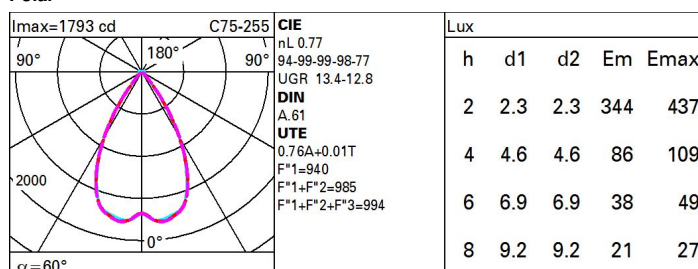 Imax=1793 cd C75-255
90° 180° 90°
2000
0°
α=60°
CIE
nL 0.77
94-99-99-98-77
UGR 13.4-12.8
DIN
A.61
UTE
0.76A+0.01T
F"1=940
F"1+F"2=985
F"1+F"2+F"3=994
Lux
h d1 d2 Em Emax
2 2.3 2.3 344 437
4 4.6 4.6 86 109
6 6.9 6.9 38 49
8 9.2 9.2 21 27